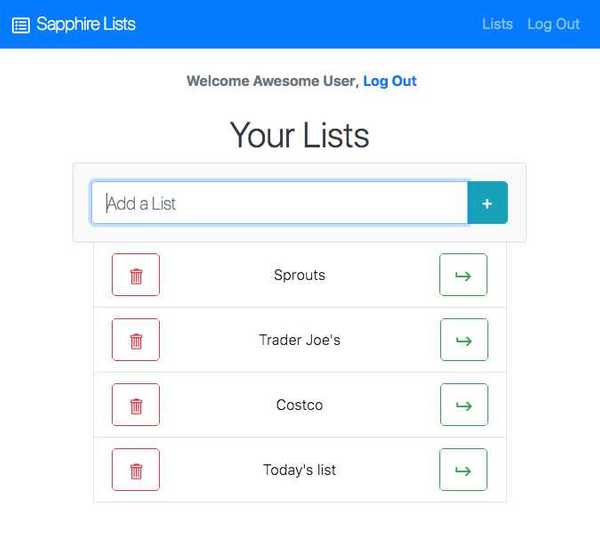 Sapphire Lists
Lists Log Out
Welcome Awesome User, Log Out
Your Lists
Add a List +
Sprouts
Trader Joe's
Costco
Today's list